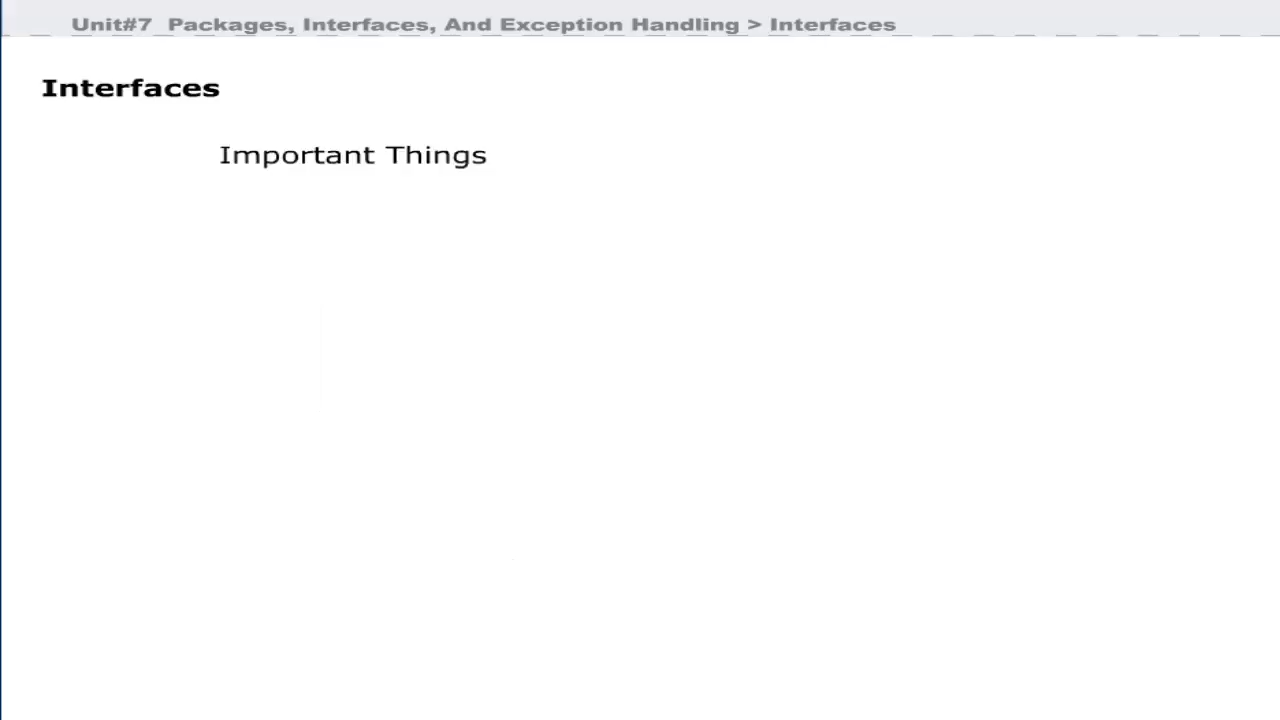 Unit#7 Packages, Interfaces, And Exception Handling > Interfaces
Interfaces
Important Things